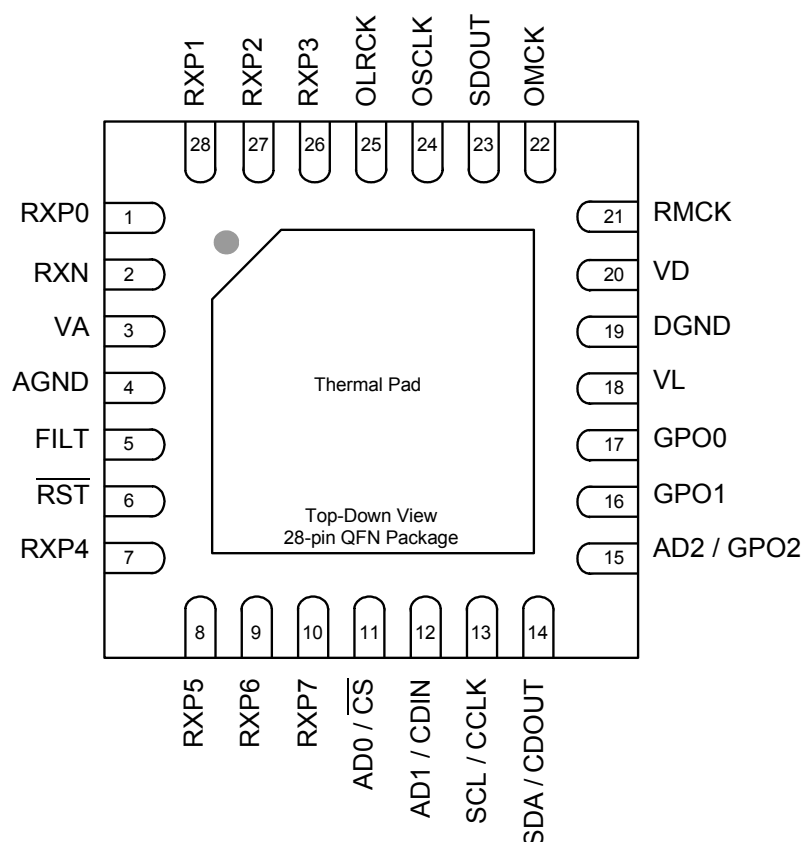 RXP1
RXP2
RXP3
OLRCK
OSCLK
SDOUT
OMCK
28
27
26
25
24
23
22
RXP0 1
RXN 2
VA 3
AGND 4
FILT 5
RST 6
RXP4 7
21 RMCK
20 VD
19 DGND
18 VL
17 GPO0
16 GPO1
15 AD2 / GPO2
Thermal Pad
Top-Down View
28-pin QFN Package
8
9
10
11
12
13
14
RXP5
RXP6
RXP7
AD0 / CS
AD1 / CDIN
SCL / CCLK
SDA / CDOUT